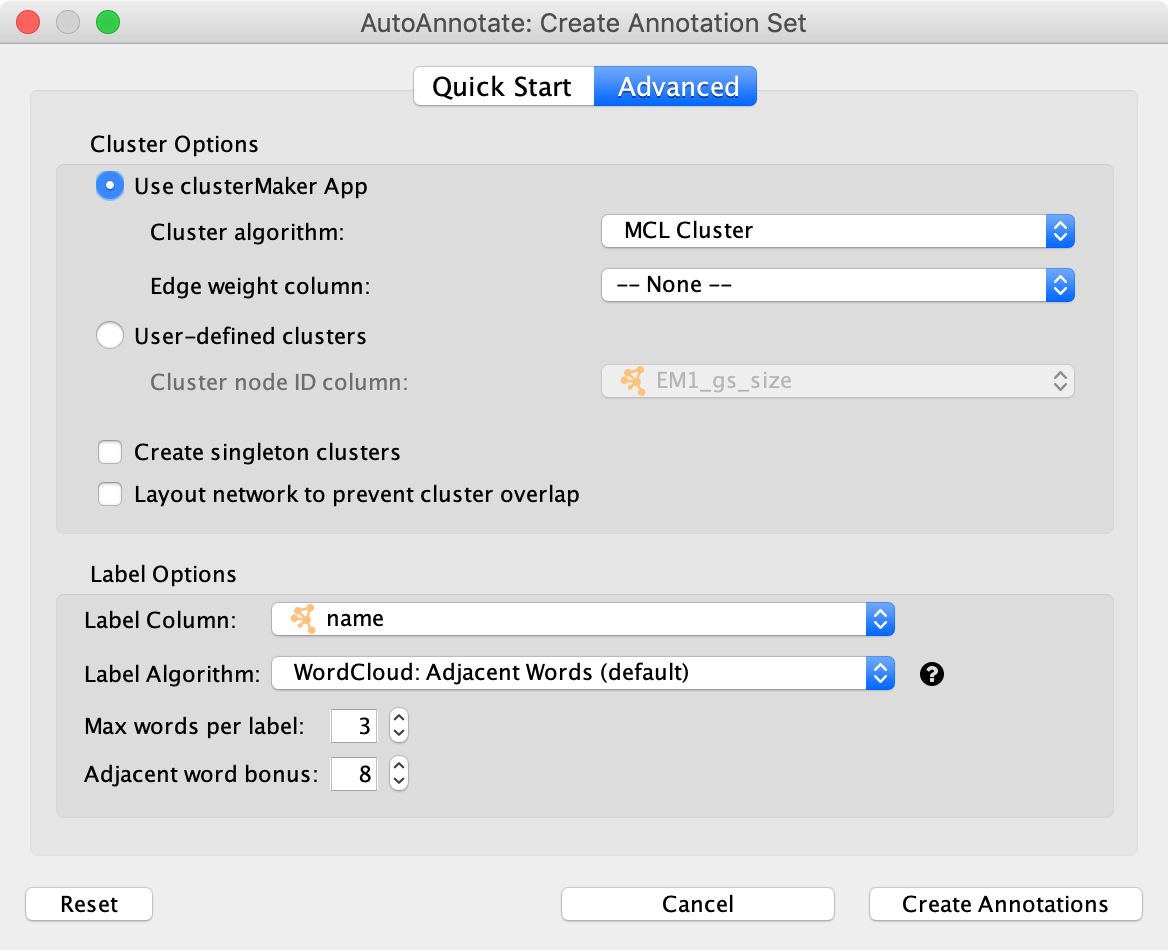 AutoAnnotate: Create Annotation Set
Quick Start Advanced
Cluster Options
Use clusterMaker App
Cluster algorithm: MCL Cluster
Edge weight column: -- None --
User-defined clusters
Cluster node ID column: EM1_gs_size
Create singleton clusters
Layout network to prevent cluster overlap
Label Options
Label Column: name
Label Algorithm: WordCloud: Adjacent Words (default) ?
Max words per label: 3
Adjacent word bonus: 8
Reset Cancel Create Annotations